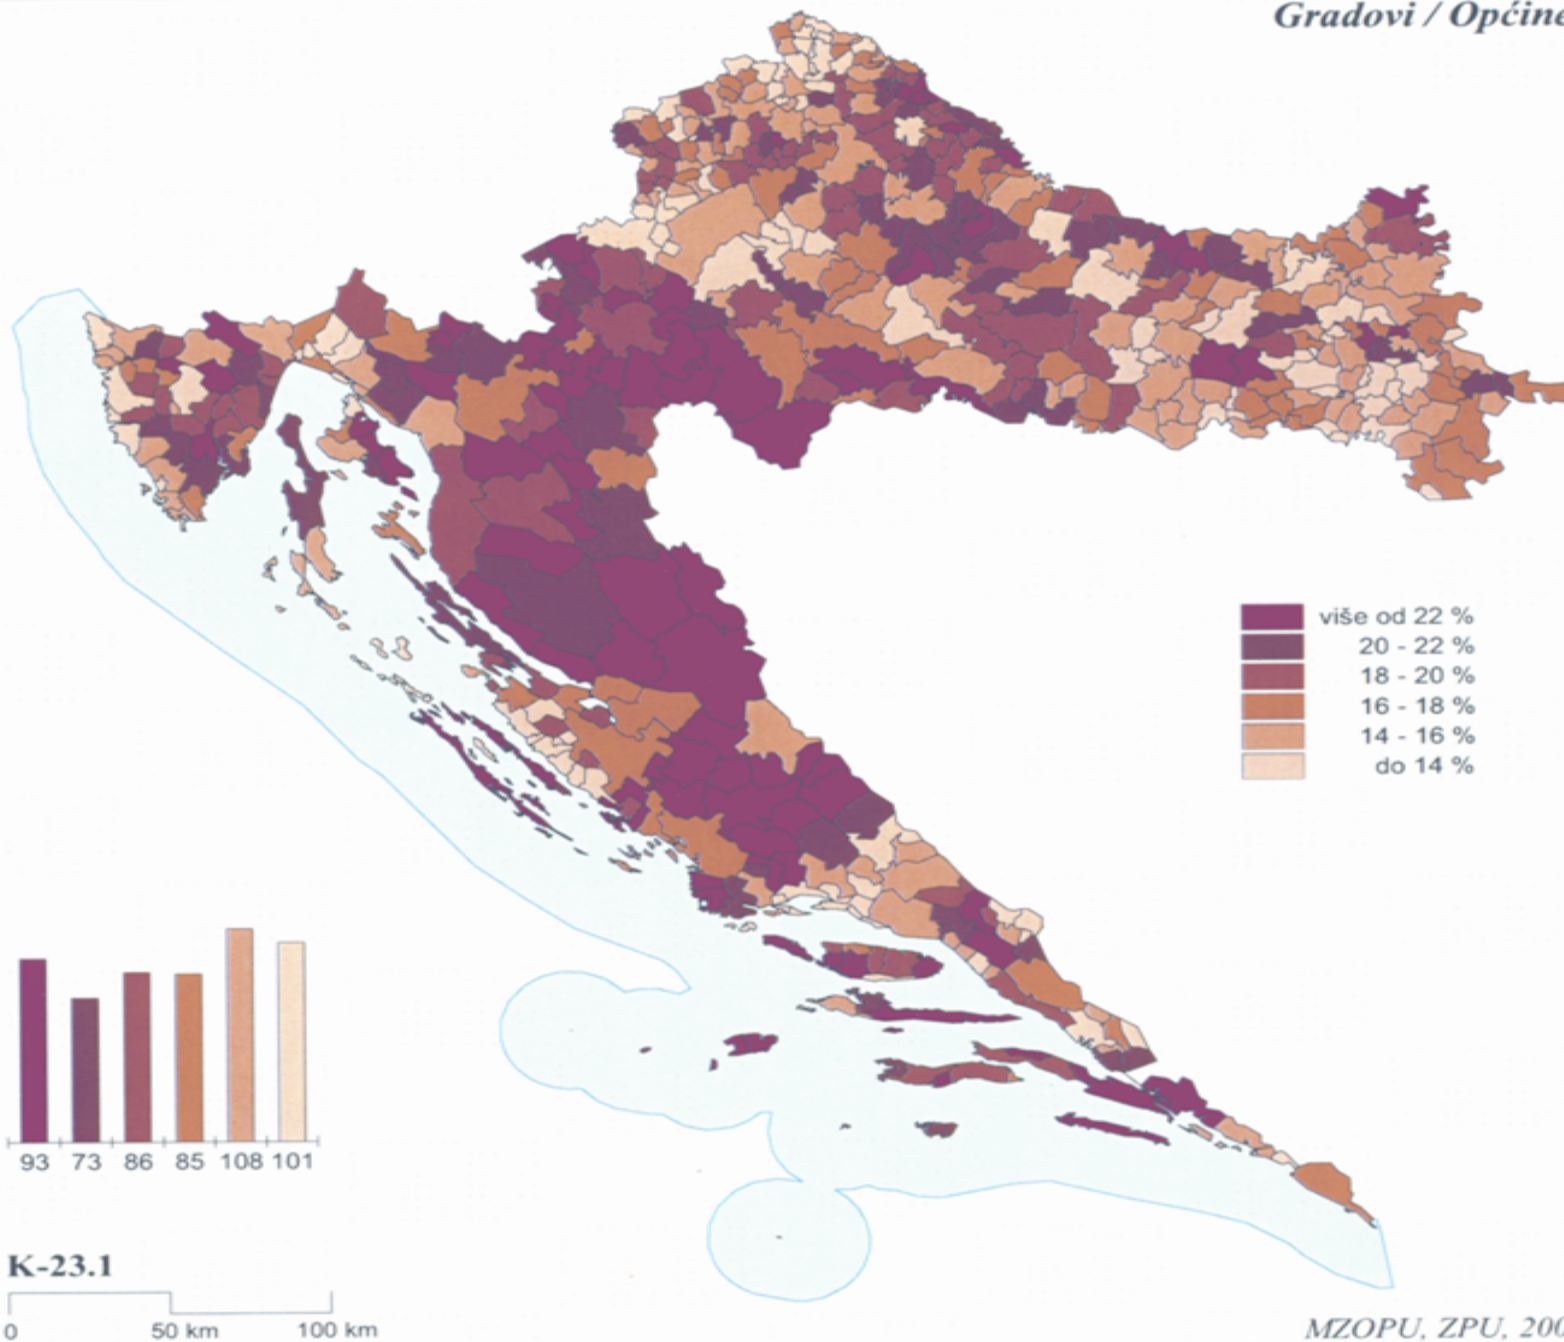 Gradovi / Općine
više od 22 %
20 - 22 %
18 - 20 %
16 - 18 %
14 - 16 %
do 14 %
93 73 86 85 108 101
K-23.1
0 50 km 100 km
MZOPU, ZPU, 200